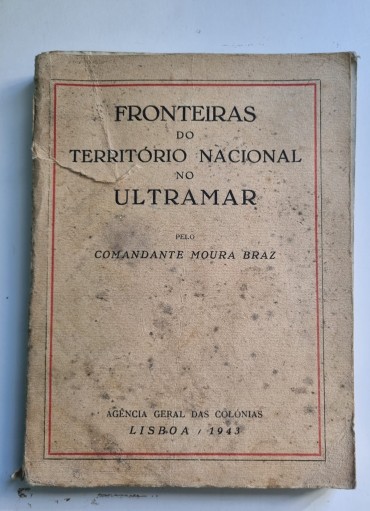 FRONTEIRAS
DO
TERRITÓRIO NACIONAL
NO
ULTRAMAR
PELO
COMANDANTE MOURA BRAZ
AGÊNCIA GERAL DAS COLÓNIAS
LISBOA / 1943